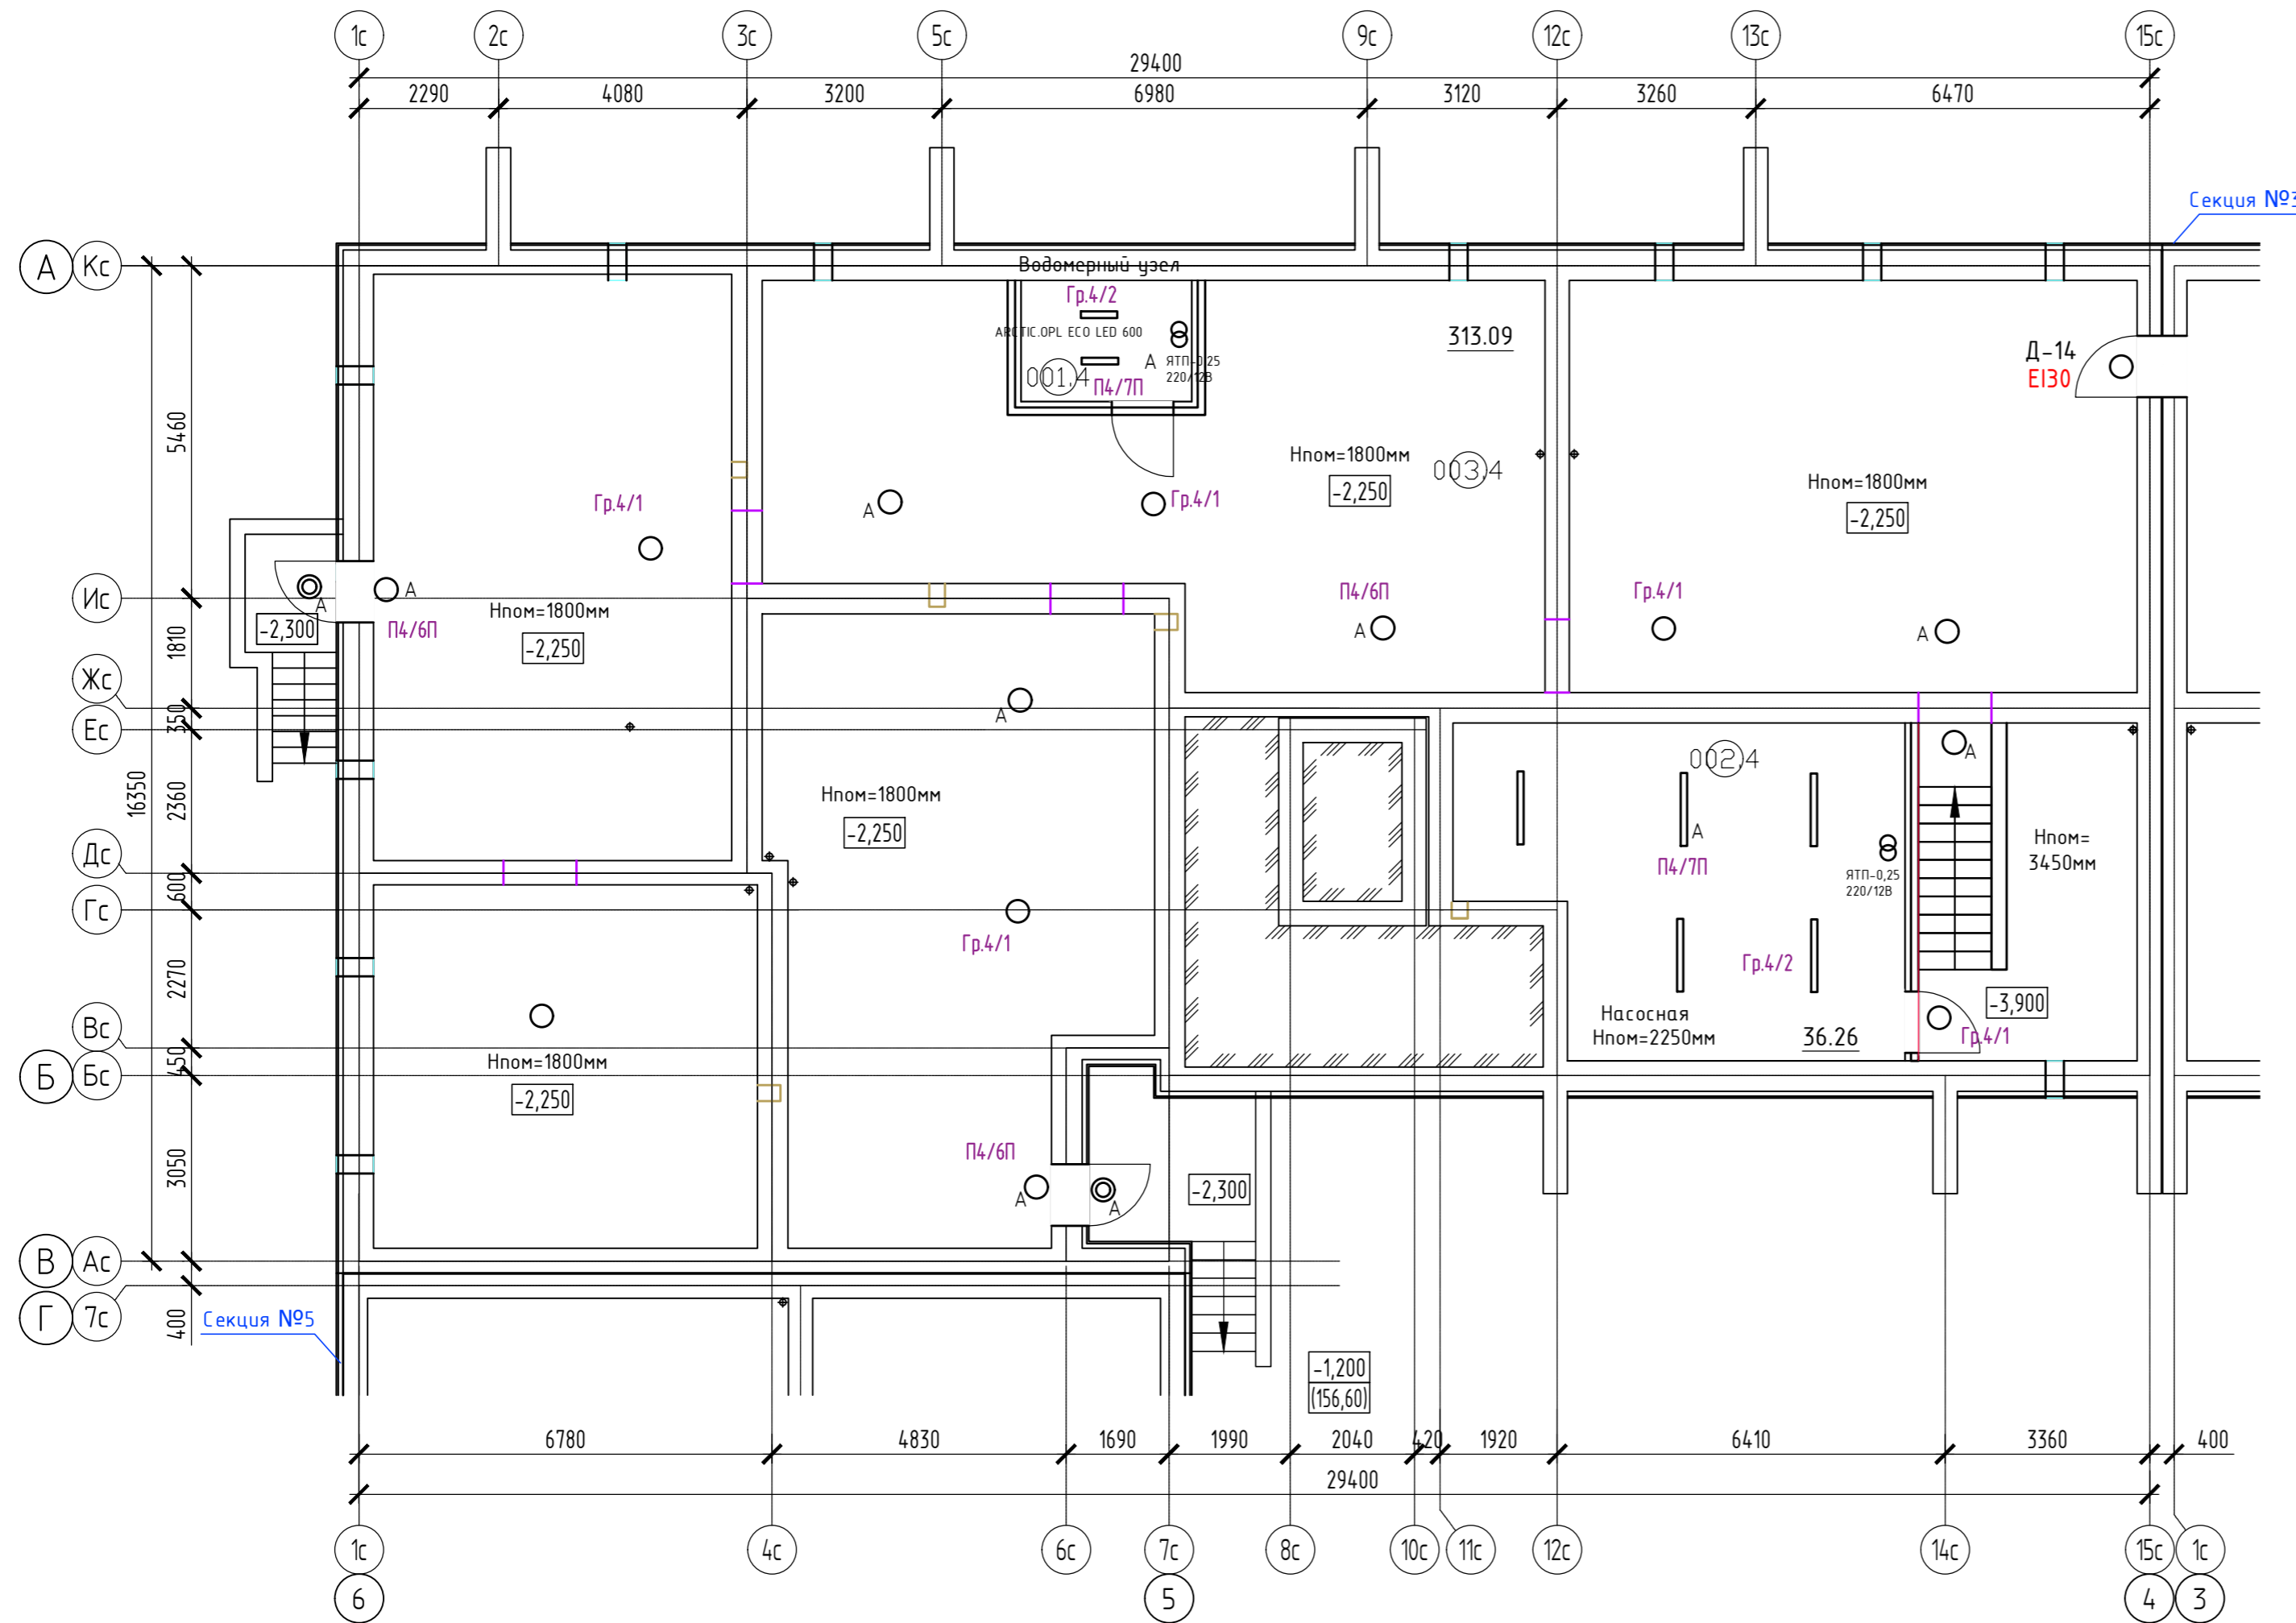 1с 2с 3с 5с 9с 12с 13с 15с
29400
2290 4080 3200 6980 3120 3260 6470
Секция №3
А Кс
Водомерный узел
Гр.4/2
ARCTIC.OPL ECO LED 600
А ЯТП-0,25
220/12В
001.4
П4/7П
313.09
Д-14
EI30
5460
Нпом=1800мм
-2,250
003.4
Нпом=1800мм
-2,250
Гр.4/1
А
Гр.4/1
Ис
А
А
-2,300
П4/6П
Нпом=1800мм
-2,250
П4/6П
А
Гр.4/1
А
1810
Жс
350
Ес
А
002.4
А
16350
2360
Нпом=1800мм
-2,250
А
П4/7П
ЯТП-0,25
220/12В
Нпом=
3450мм
Дс
600
Гс
Гр.4/1
Гр.4/2
2270
-3,900
Насосная
Нпом=2250мм
36.26
Гр.4/1
Вс
450
Б Бс
Нпом=1800мм
-2,250
3050
П4/6П
А
А
-2,300
В Ас
Г 7с
400
Секция №5
-1,200
(156,60)
6780 4830 1690 1990 2040 420 1920 6410 3360 400
29400
1с 4с 6с 7с 8с 10с 11с 12с 14с 15с 1с
6 5 4 3